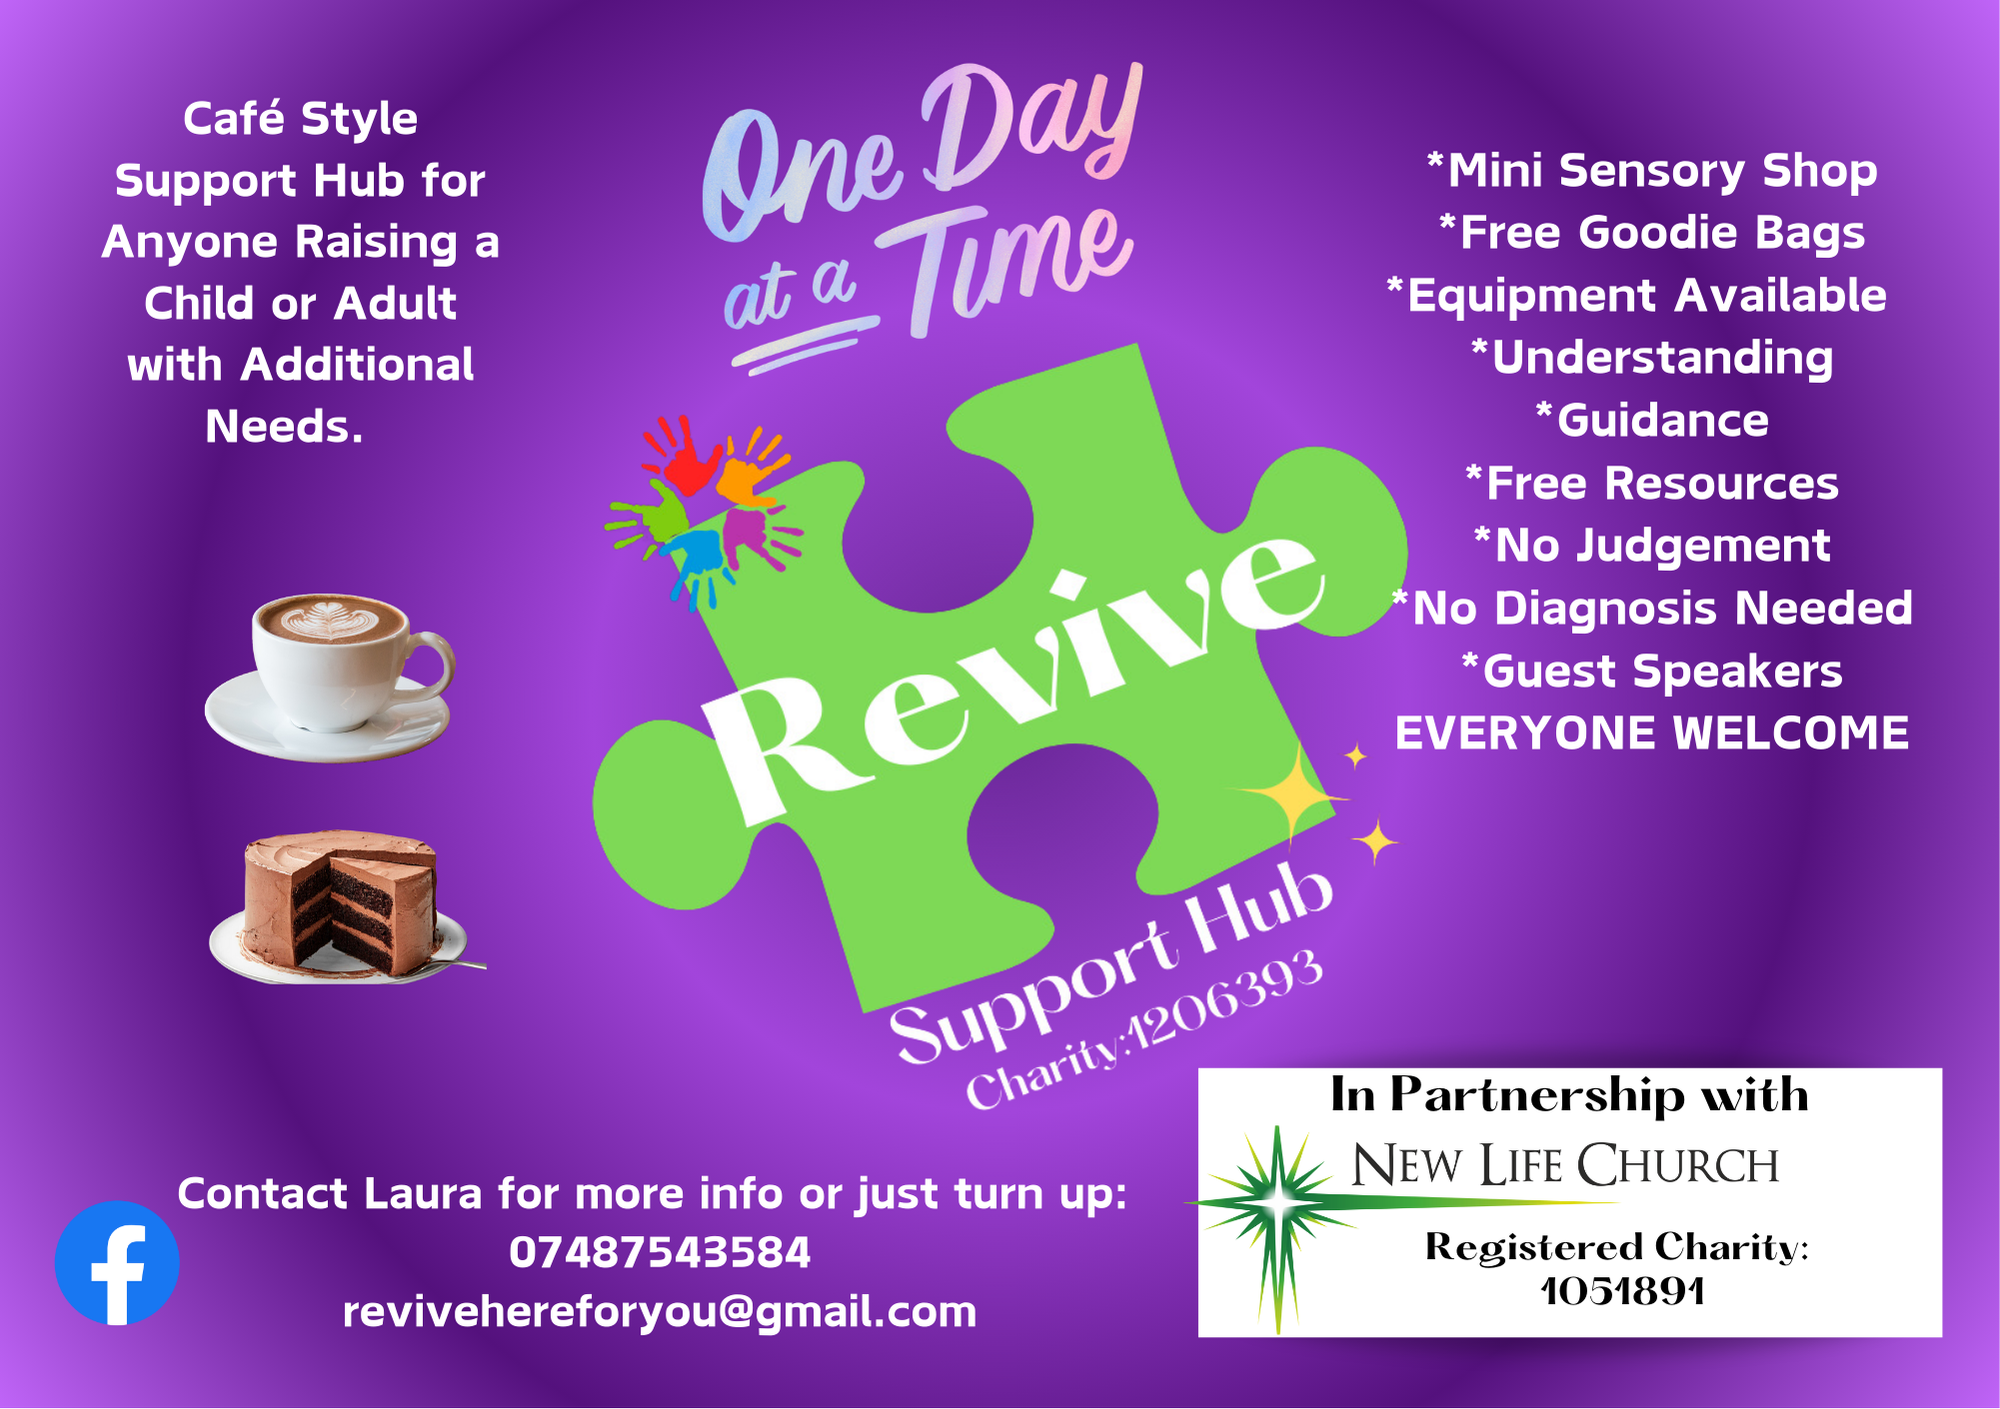 Café Style
Support Hub for
Anyone Raising a
Child or Adult
with Additional
Needs.
One Day
at a Time
*Mini Sensory Shop
*Free Goodie Bags
*Equipment Available
*Understanding
*Guidance
*Free Resources
*No Judgement
*No Diagnosis Needed
*Guest Speakers
EVERYONE WELCOME
Revive
Support Hub
Charity:1206393
Contact Laura for more info or just turn up:
07487543584
revivehereforyou@gmail.com
In Partnership with
NEW LIFE CHURCH
Registered Charity:
1051891